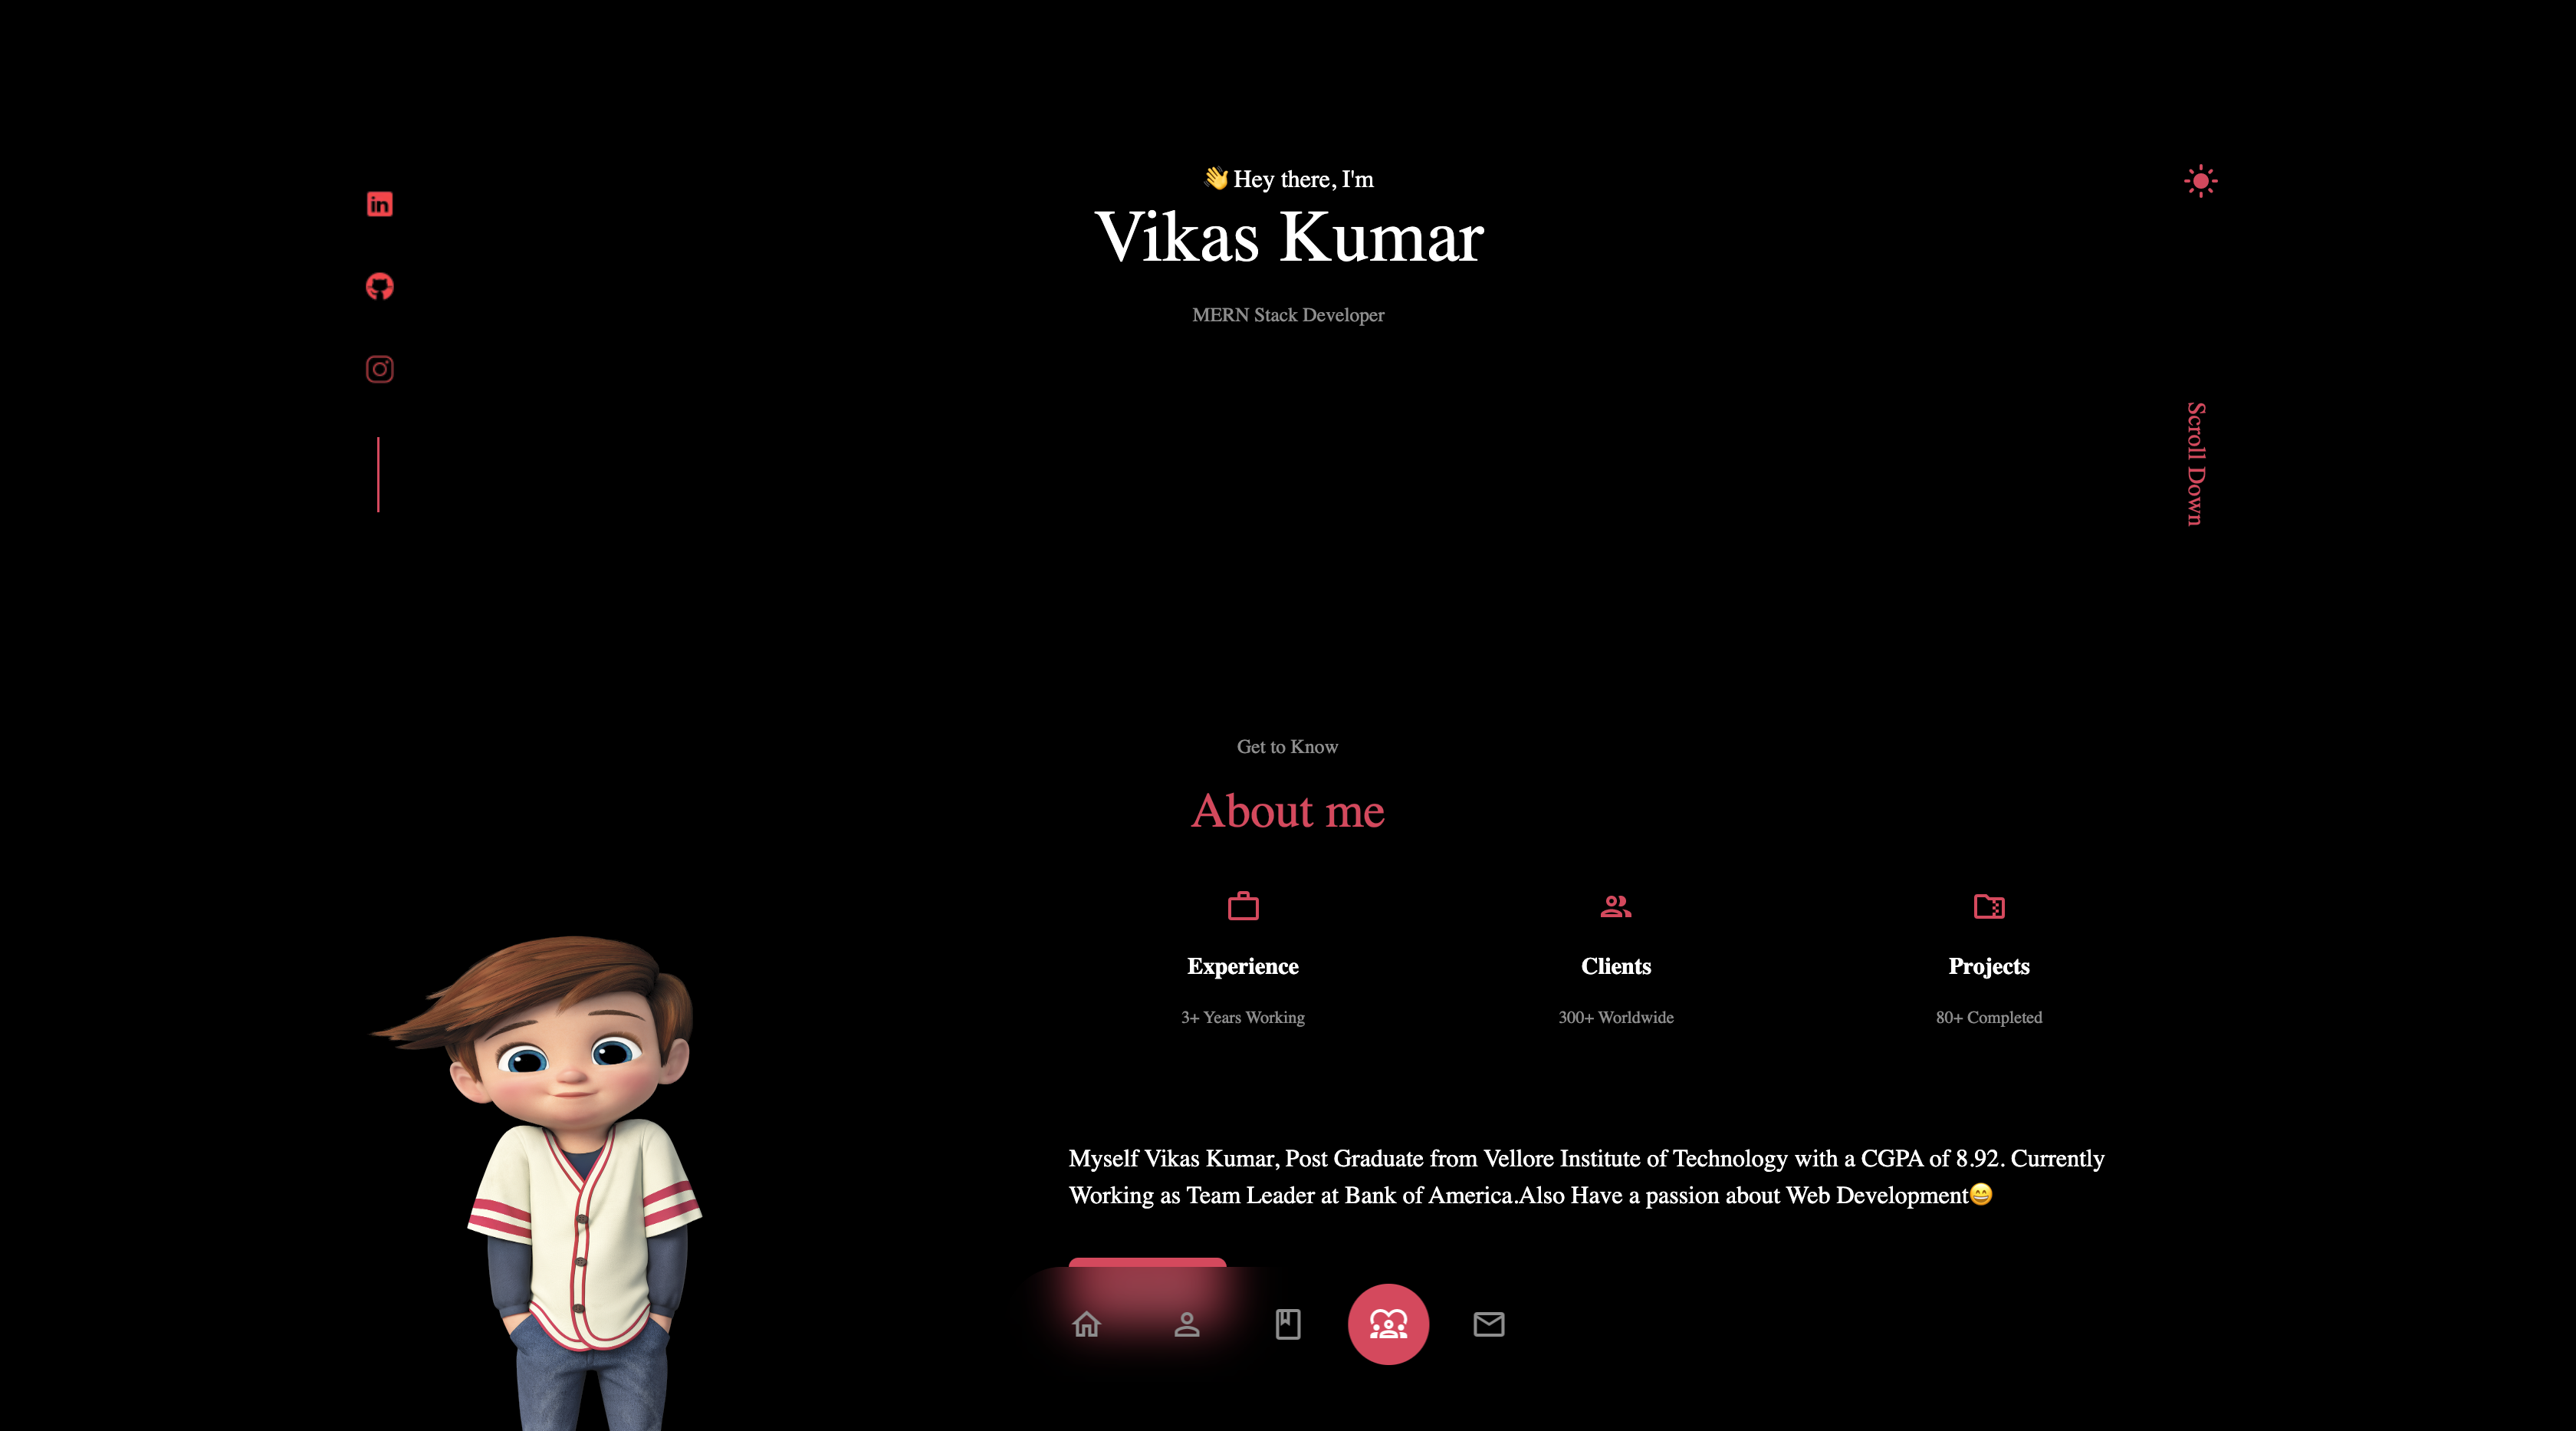 👋 Hey there, I'm
Vikas Kumar
MERN Stack Developer
Scroll Down
Get to Know
About me
Experience
3+ Years Working
Clients
300+ Worldwide
Projects
80+ Completed
Myself Vikas Kumar, Post Graduate from Vellore Institute of Technology with a CGPA of 8.92. Currently
Working as Team Leader at Bank of America.Also Have a passion about Web Development😄